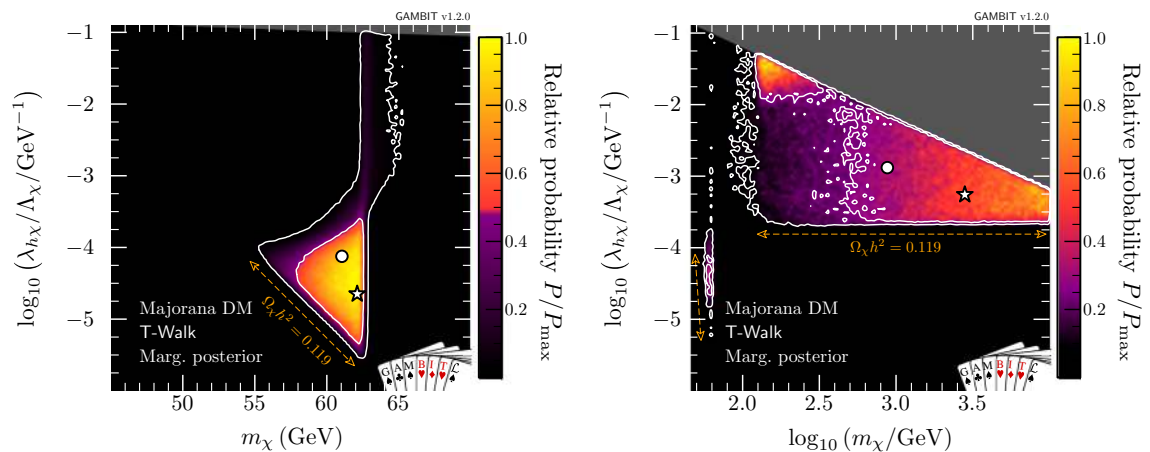 GAMBIT v1.2.0
−1
−2
−3
−4
−5
log₁₀ (λhχ/Λχ/GeV⁻¹)
Ωχh² = 0.119
Majorana DM
T-Walk
Marg. posterior
G A M B I T
50 55 60 65
mχ (GeV)
1.0
0.8
0.6
0.4
0.2
Relative probability P/Pmax
GAMBIT v1.2.0
−1
−2
−3
−4
−5
log₁₀ (λhχ/Λχ/GeV⁻¹)
Ωχh² = 0.119
Majorana DM
T-Walk
Marg. posterior
G A M B I T
2.0 2.5 3.0 3.5
log₁₀ (mχ/GeV)
1.0
0.8
0.6
0.4
0.2
Relative probability P/Pmax